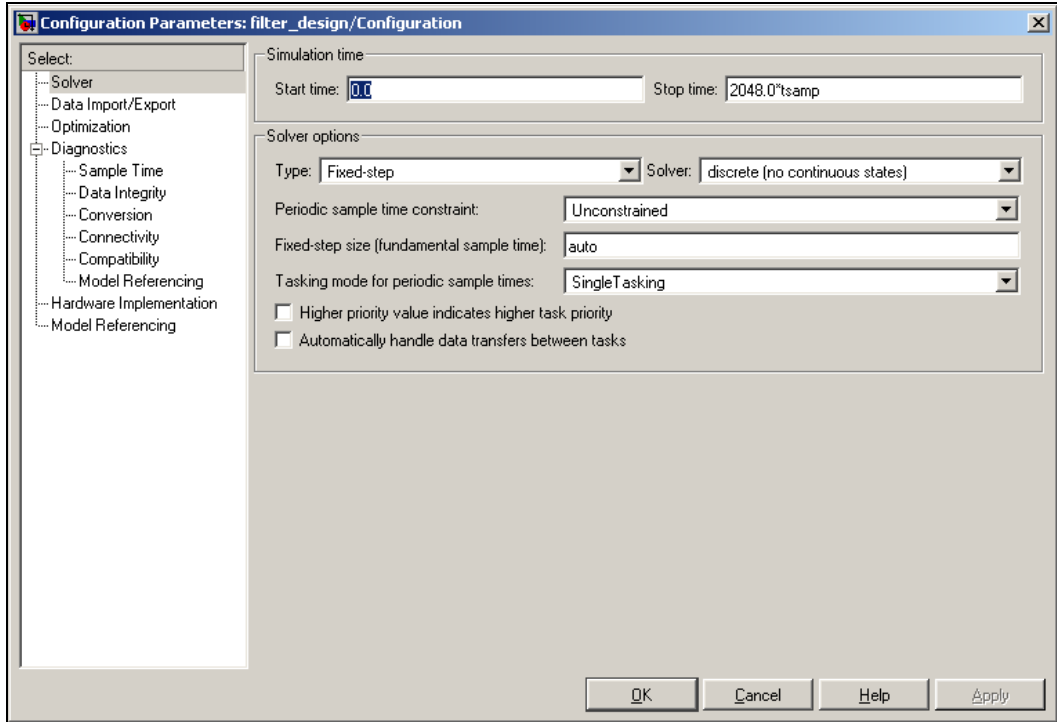 Configuration Parameters: filter_design/Configuration
Select:
Solver
Data Import/Export
Optimization
Diagnostics
Sample Time
Data Integrity
Conversion
Connectivity
Compatibility
Model Referencing
Hardware Implementation
Model Referencing
Simulation time
Start time: 0.0 Stop time: 2048.0*tsamp
Solver options
Type: Fixed-step Solver: discrete (no continuous states)
Periodic sample time constraint: Unconstrained
Fixed-step size (fundamental sample time): auto
Tasking mode for periodic sample times: SingleTasking
Higher priority value indicates higher task priority
Automatically handle data transfers between tasks
OK Cancel Help Apply